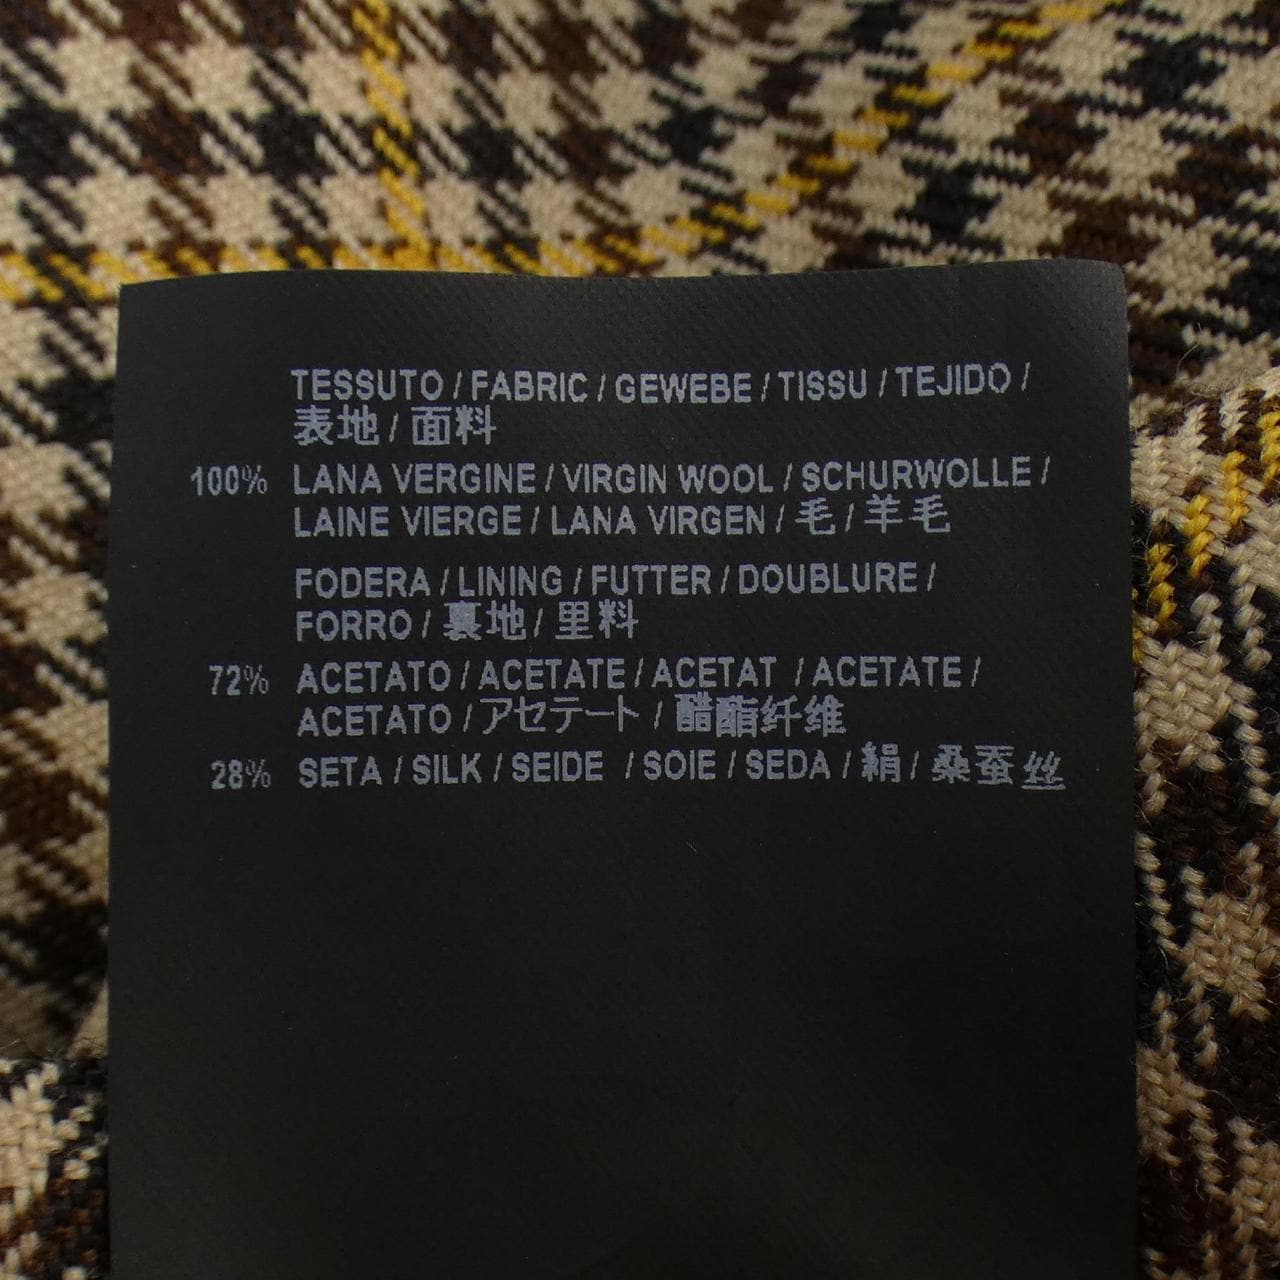 TESSUTO / FABRIC / GEWEBE / TISSU / TEJIDO /
表地 / 面料
100% LANA VERGINE / VIRGIN WOOL / SCHURWOLLE /
LAINE VIERGE / LANA VIRGEN / 毛 / 羊毛
FODERA / LINING / FUTTER / DOUBLURE /
FORRO / 裏地 / 里料
72% ACETATO / ACETATE / ACETAT / ACETATE /
ACETATO / アセテート / 醋酯纤维
28% SETA / SILK / SEIDE / SOIE / SEDA / 絹 / 桑蚕丝